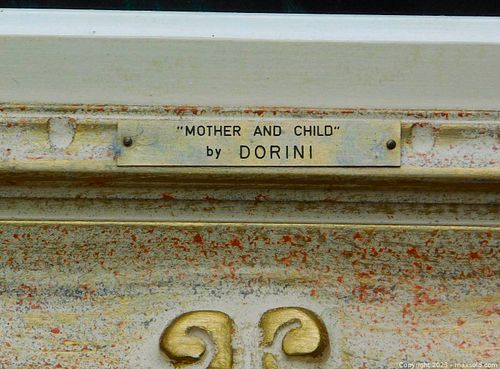 "MOTHER AND CHILD"
by DORINI
Copyright 2023 - maxsold.com